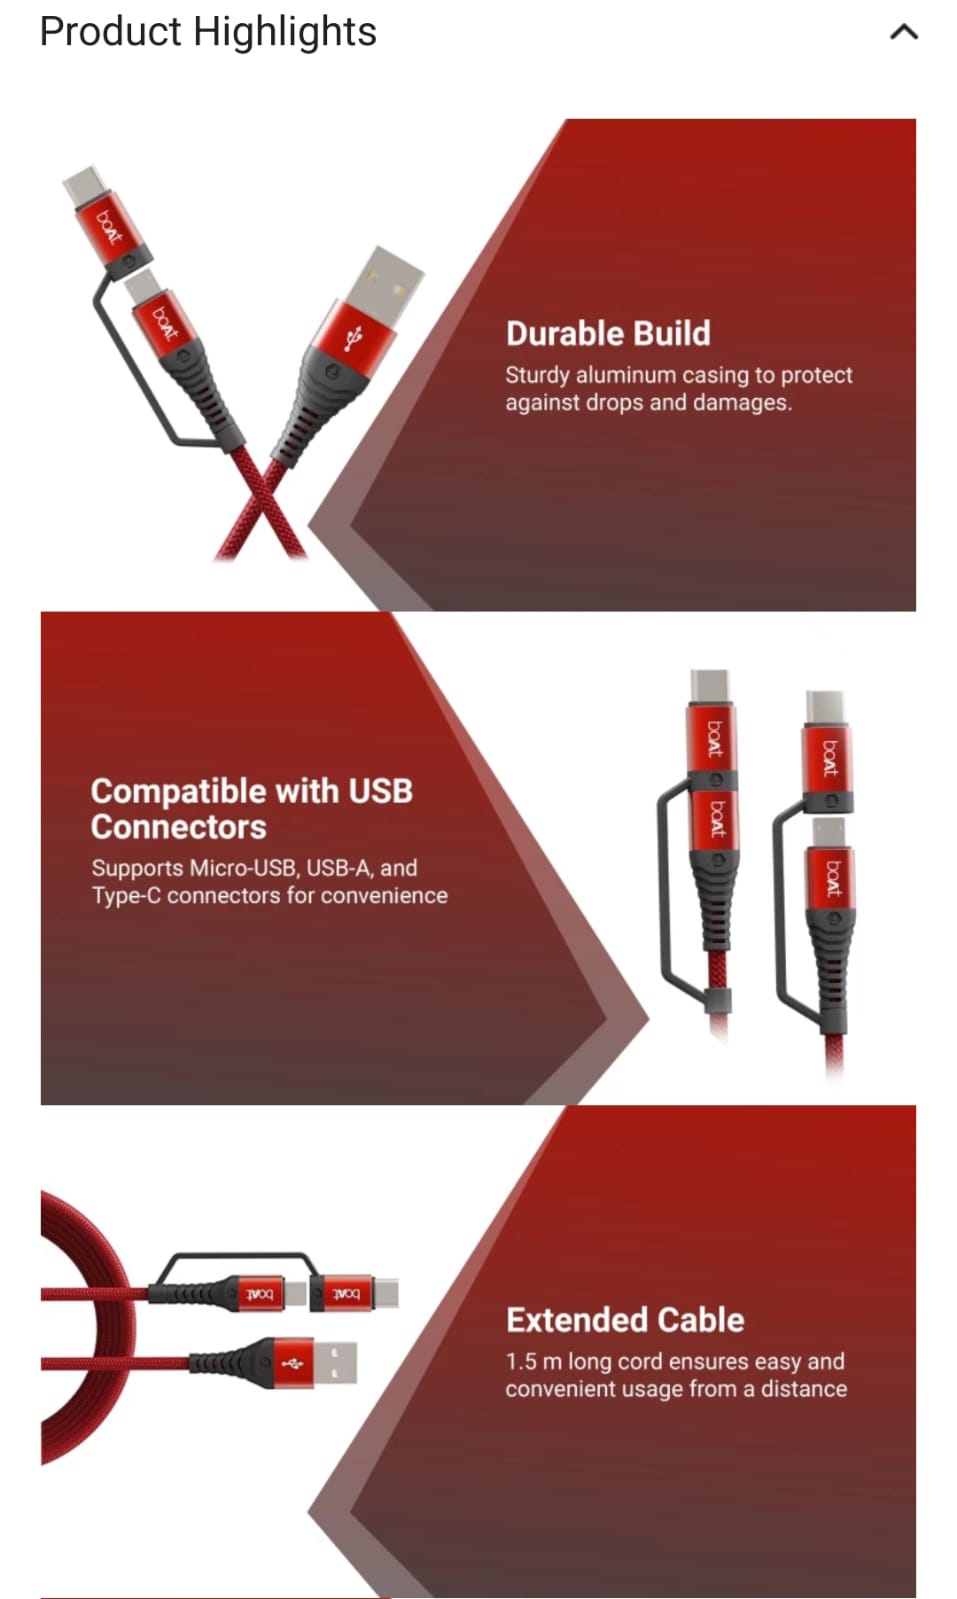 Product Highlights
boAt
boAt
Durable Build
Sturdy aluminum casing to protect
against drops and damages.
Compatible with USB
Connectors
Supports Micro-USB, USB-A, and
Type-C connectors for convenience
boAt
boAt
boAt
boAt
boAt
boAt
Extended Cable
1.5 m long cord ensures easy and
convenient usage from a distance